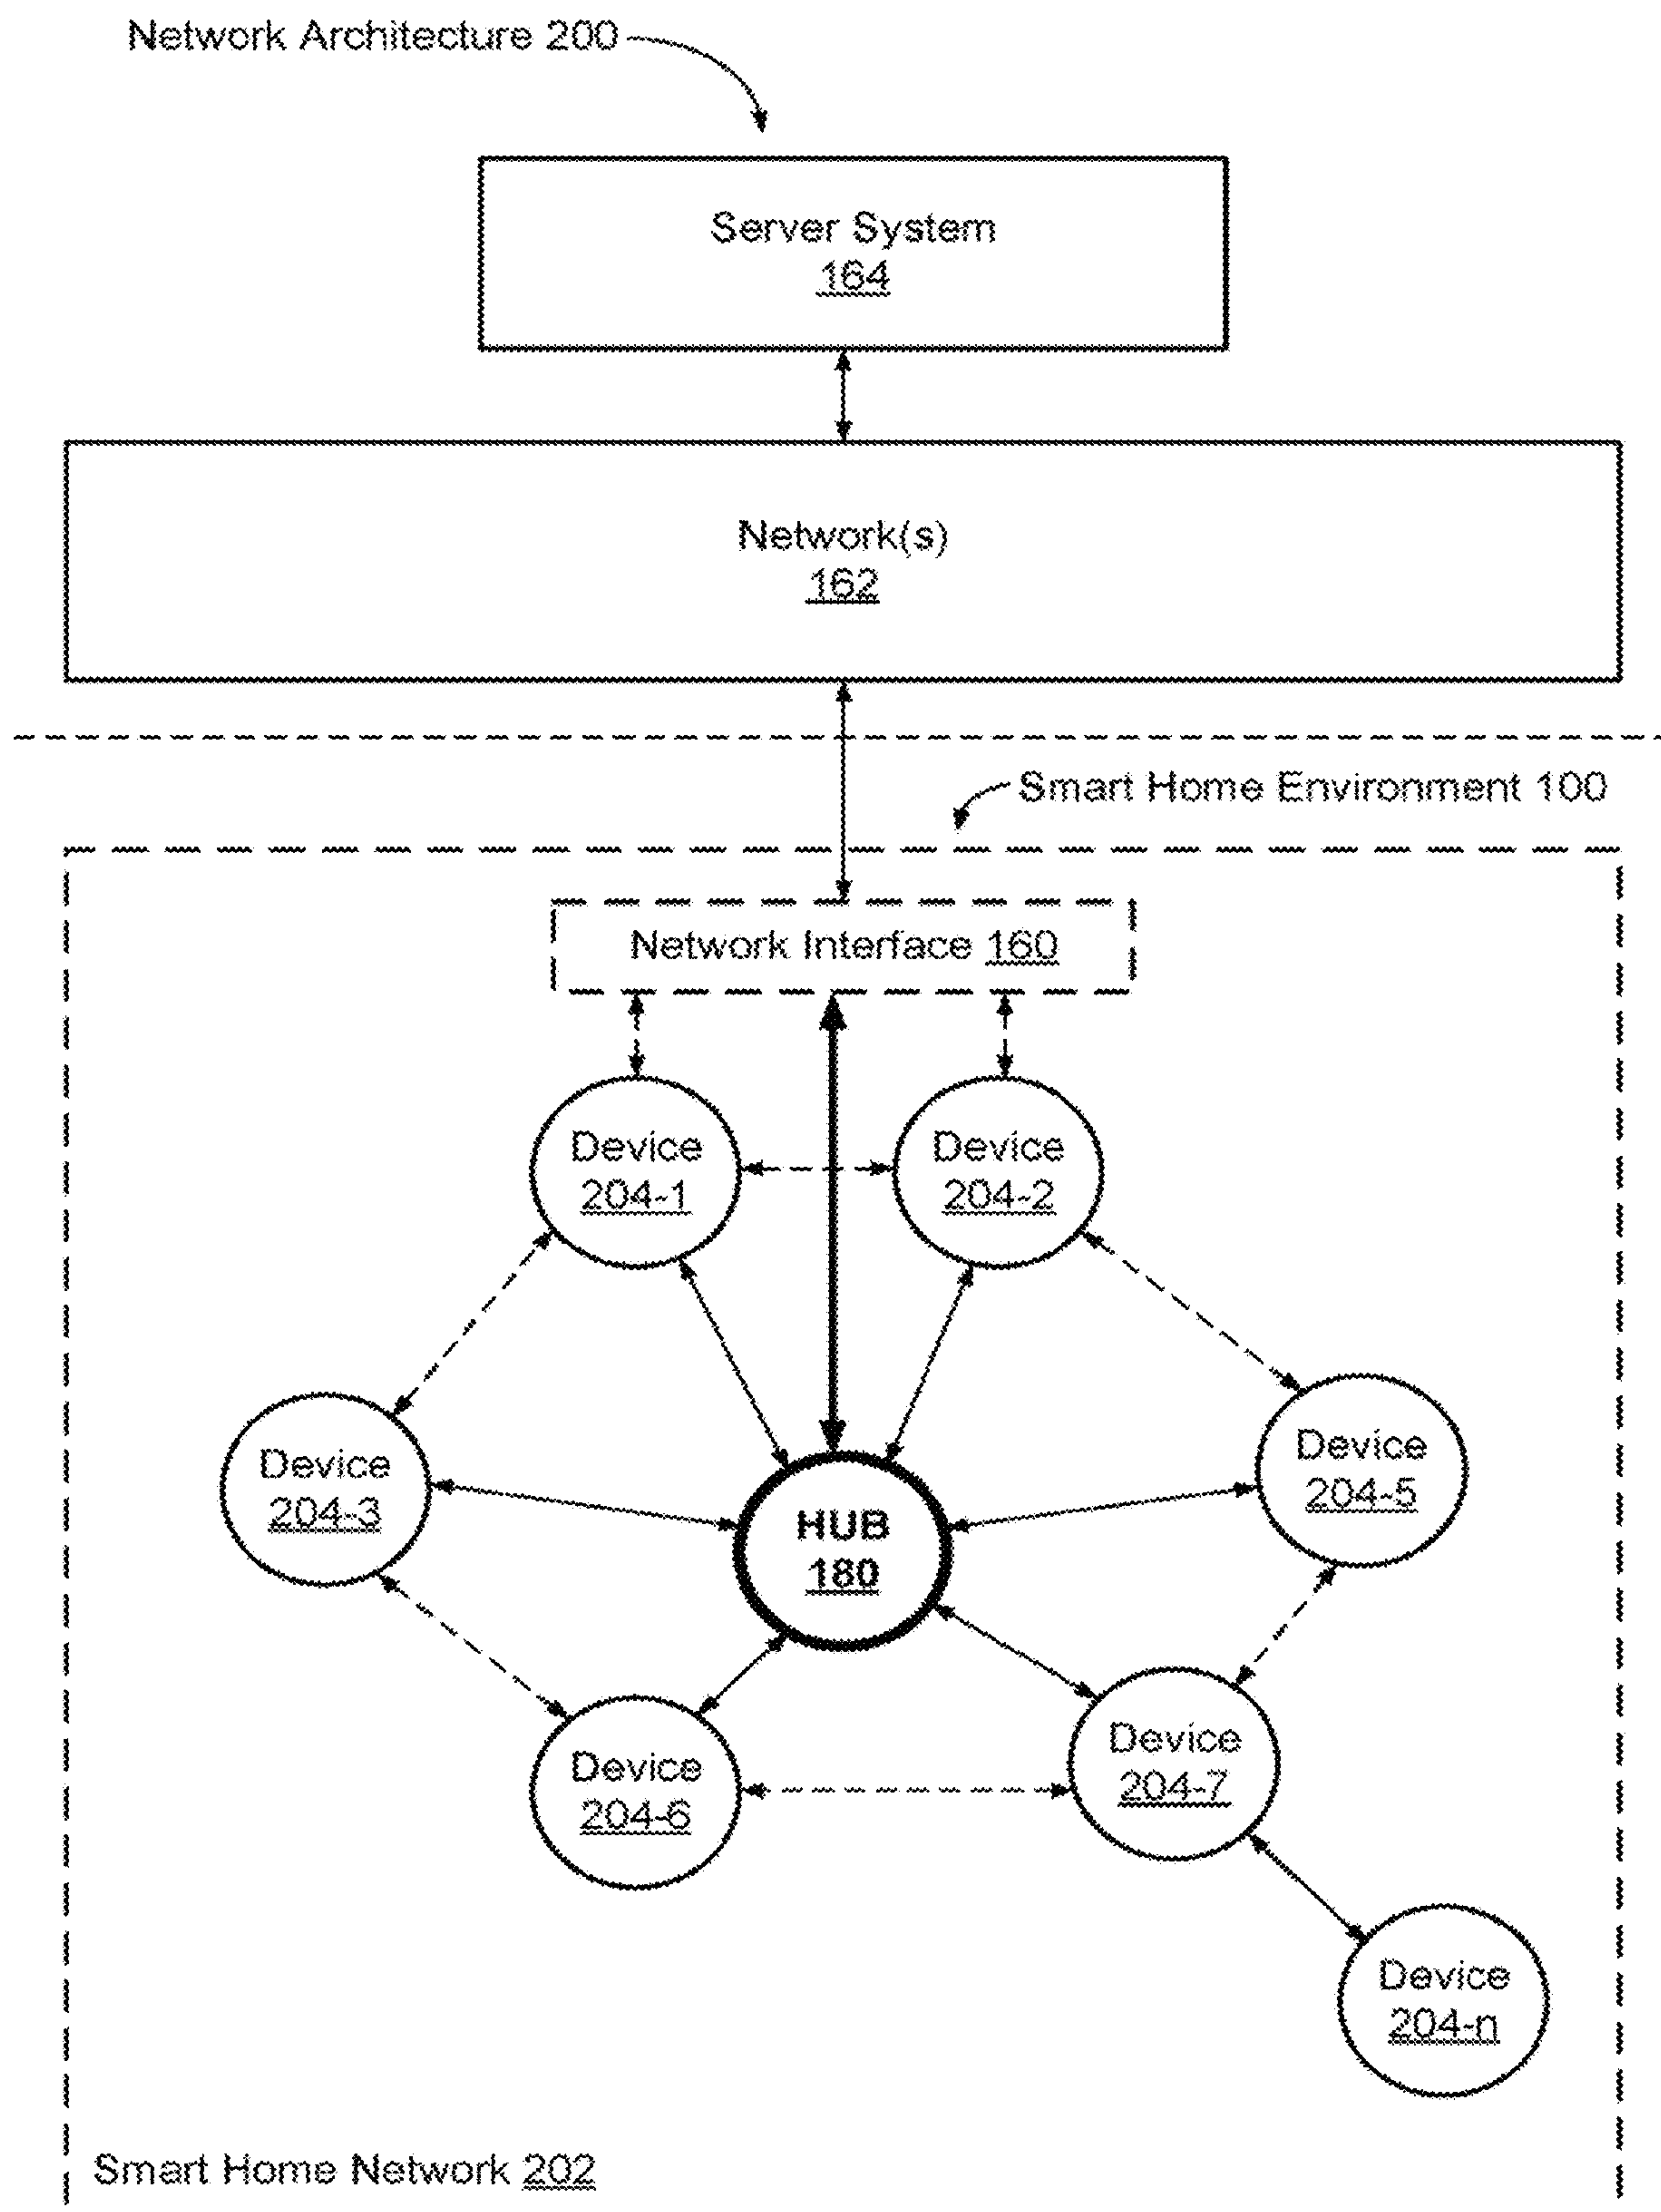 Network Architecture 200
Server System
164
Network(s)
162
Smart Home Environment 100
Network Interface 160
Device
204-1
Device
204-2
Device
204-3
Device
204-5
HUB
180
Device
204-6
Device
204-7
Device
204-n
Smart Home Network 202